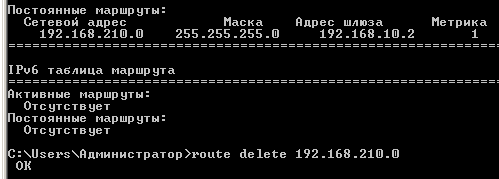 Постоянные маршруты:
Сетевой адрес Маска Адрес шлюза Метрика
192.168.210.0 255.255.255.0 192.168.10.2 1
===========================================================================
IPv6 таблица маршрута
===========================================================================
Активные маршруты:
Отсутствует
Постоянные маршруты:
Отсутствует
C:\Users\Администратор>route delete 192.168.210.0
ОК